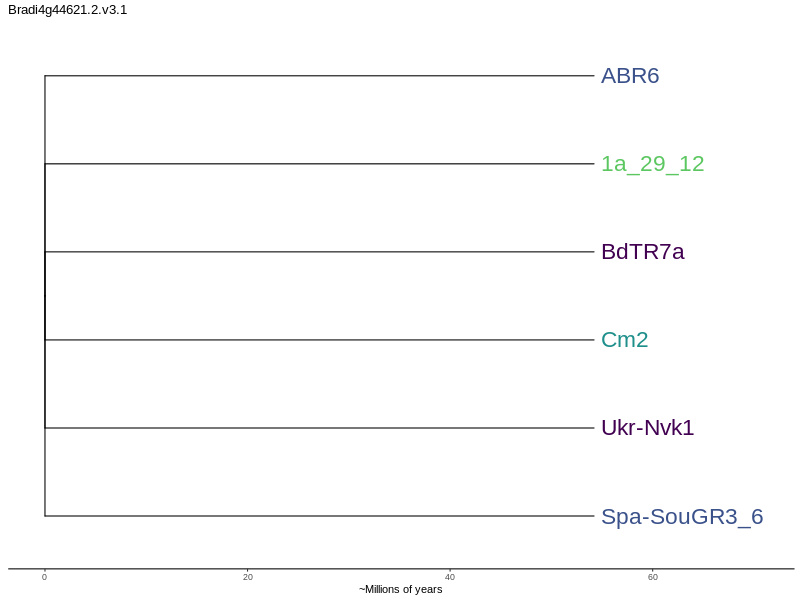 Bradi4g44621.2.v3.1
ABR6
1a_29_12
BdTR7a
Cm2
Ukr-Nvk1
Spa-SouGR3_6
0 20 40 60
~Millions of years